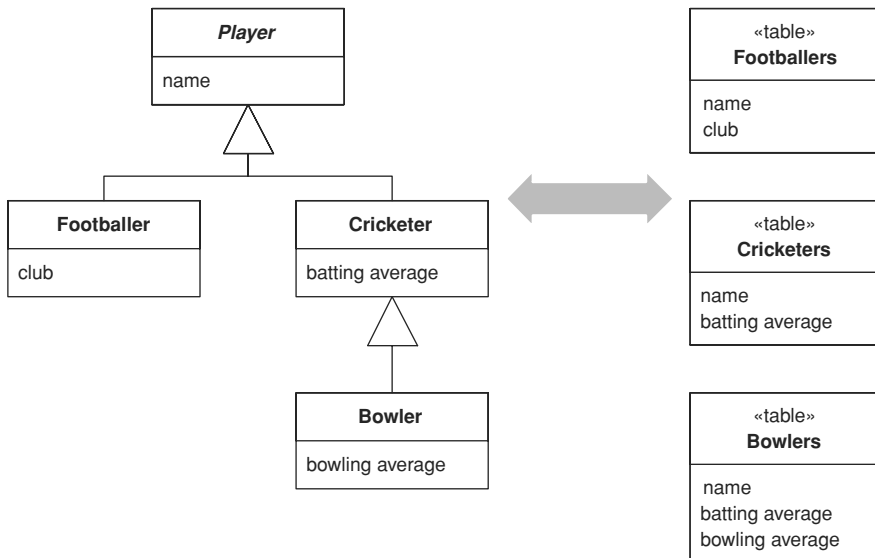 Player
name
Footballer
club
Cricketer
batting average
Bowler
bowling average
«table»
Footballers
name
club
«table»
Cricketers
name
batting average
«table»
Bowlers
name
batting average
bowling average